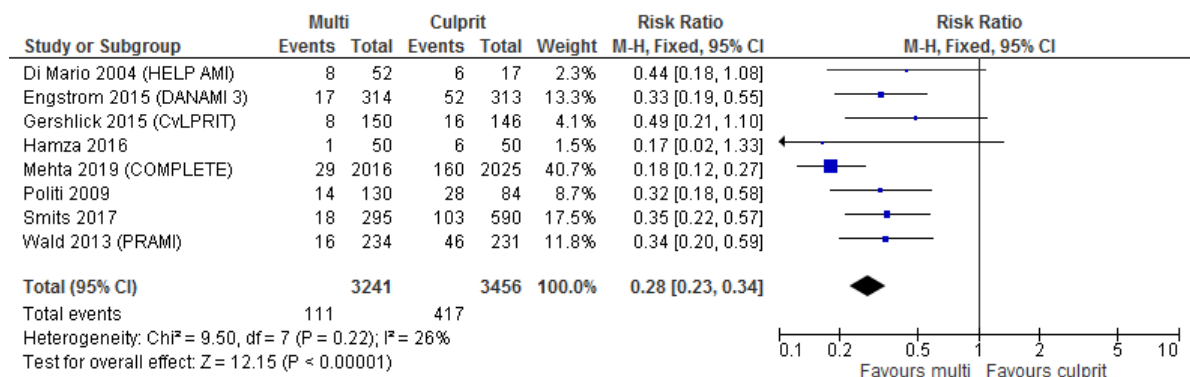 Multi Culprit Risk Ratio Risk Ratio
Study or Subgroup Events Total Events Total Weight M-H, Fixed, 95% CI M-H, Fixed, 95% CI
Di Mario 2004 (HELP AMI) 8 52 6 17 2.3% 0.44 [0.18, 1.08]
Engstrom 2015 (DANAMI 3) 17 314 52 313 13.3% 0.33 [0.19, 0.55]
Gershlick 2015 (CvLPRIT) 8 150 16 146 4.1% 0.49 [0.21, 1.10]
Hamza 2016 1 50 6 50 1.5% 0.17 [0.02, 1.33]
Mehta 2019 (COMPLETE) 29 2016 160 2025 40.7% 0.18 [0.12, 0.27]
Politi 2009 14 130 28 84 8.7% 0.32 [0.18, 0.58]
Smits 2017 18 295 103 590 17.5% 0.35 [0.22, 0.57]
Wald 2013 (PRAMI) 16 234 46 231 11.8% 0.34 [0.20, 0.59]
Total (95% CI) 3241 3456 100.0% 0.28 [0.23, 0.34]
Total events 111 417
Heterogeneity: Chi² = 9.50, df = 7 (P = 0.22); I² = 26%
Test for overall effect: Z = 12.15 (P < 0.00001)
0.1 0.2 0.5 1 2 5 10
Favours multi Favours culprit